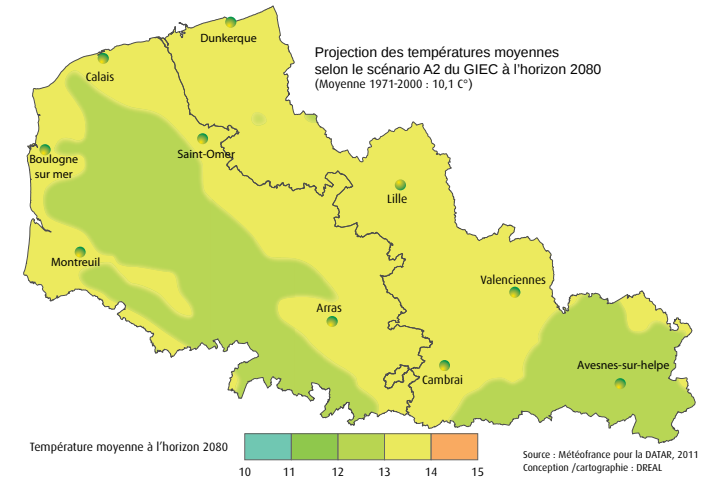 Dunkerque
Projection des températures moyennes
selon le scénario A2 du GIEC à l'horizon 2080
(Moyenne 1971-2000 : 10,1 C°)
Calais
Saint-Omer
Boulogne
sur mer
Lille
Montreuil
Valenciennes
Arras
Avesnes-sur-helpe
Cambrai
Température moyenne à l'horizon 2080
10 11 12 13 14 15
Source : Météofrance pour la DATAR, 2011
Conception /cartographie : DREAL